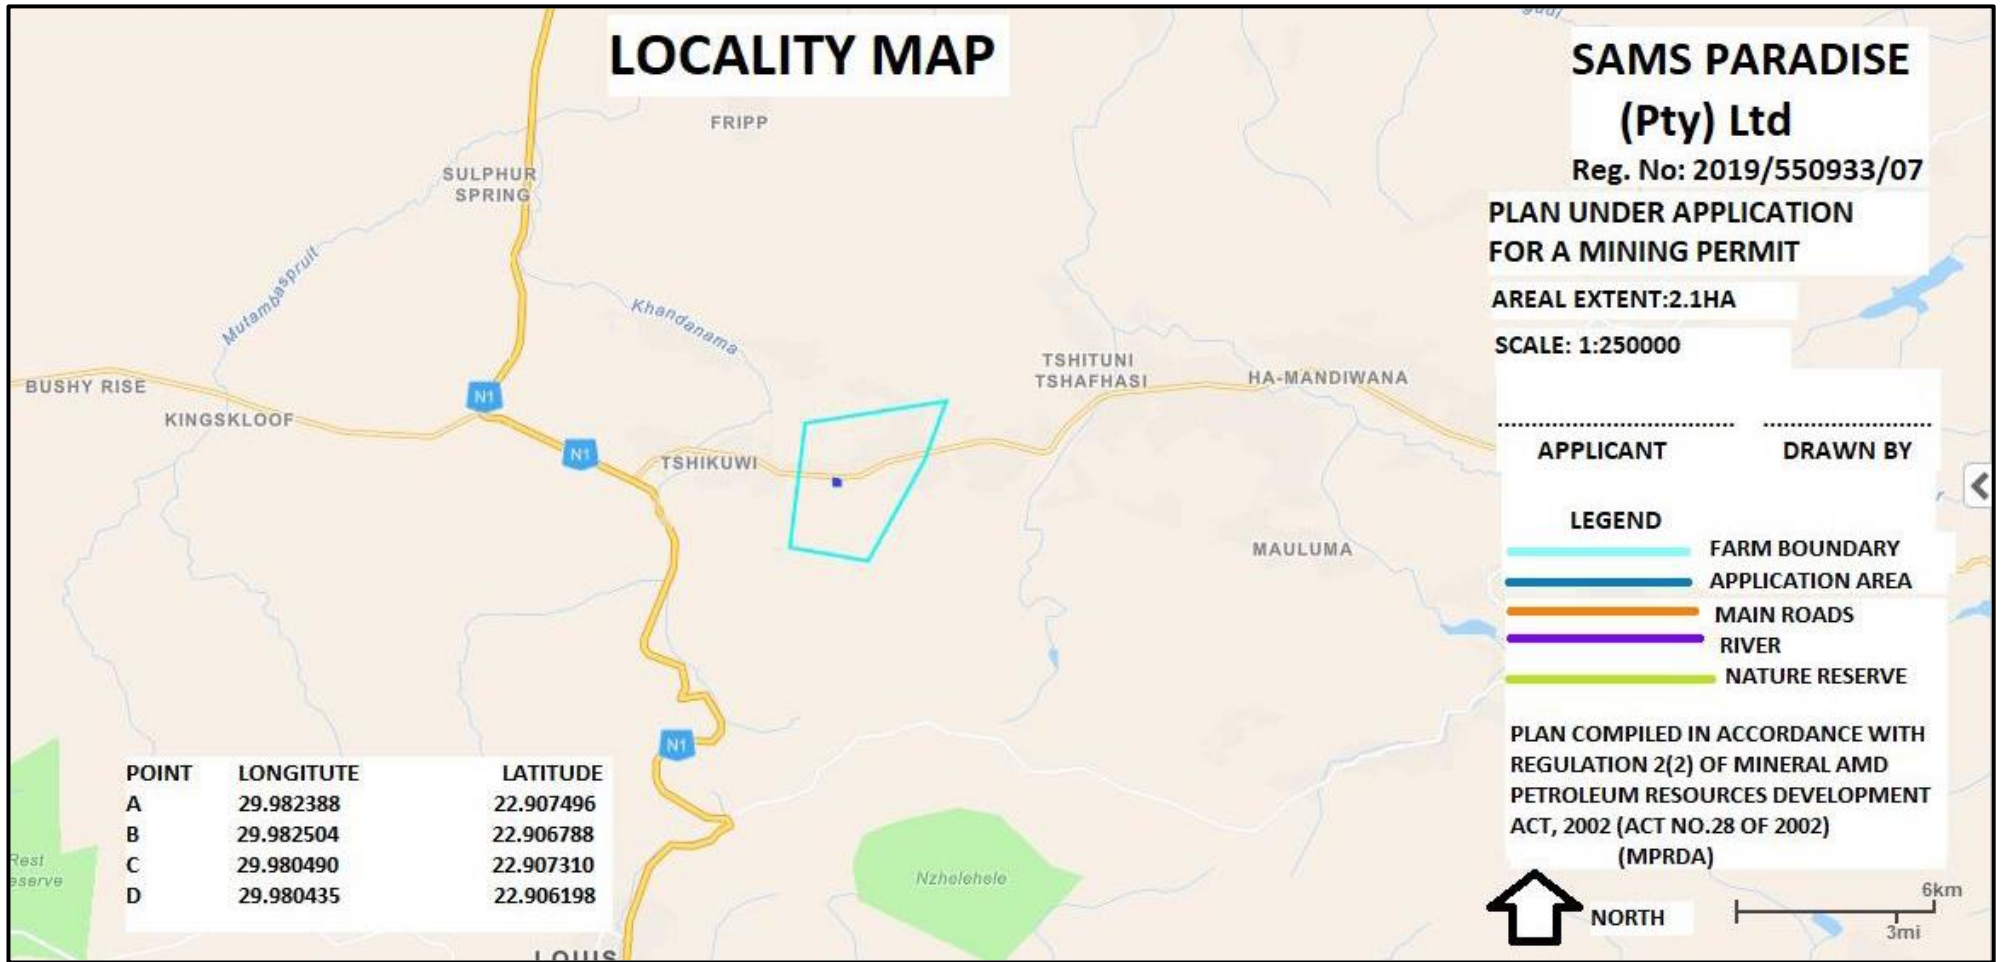 LOCALITY MAP
SAMS PARADISE
(Pty) Ltd
Reg. No: 2019/550933/07
PLAN UNDER APPLICATION
FOR A MINING PERMIT
AREAL EXTENT:2.1HA
SCALE: 1:250000
APPLICANT
DRAWN BY
LEGEND
FARM BOUNDARY
APPLICATION AREA
MAIN ROADS
RIVER
NATURE RESERVE
PLAN COMPILED IN ACCORDANCE WITH
REGULATION 2(2) OF MINERAL AMD
PETROLEUM RESOURCES DEVELOPMENT
ACT, 2002 (ACT NO.28 OF 2002)
(MPRDA)
NORTH
6km
3mi
FRIPP
SULPHUR
SPRING
Mutambaspruit
Khandanama
BUSHY RISE
KINGSKLOOF
N1
N1
TSHIKUWI
TSHITUNI
TSHAFHASI
HA-MANDIWANA
MAULUMA
N1
Nzhelehele
Rest
POINT LONGITUTE LATITUDE
A 29.982388 22.907496
B 29.982504 22.906788
C 29.980490 22.907310
D 29.980435 22.906198
LOUIS